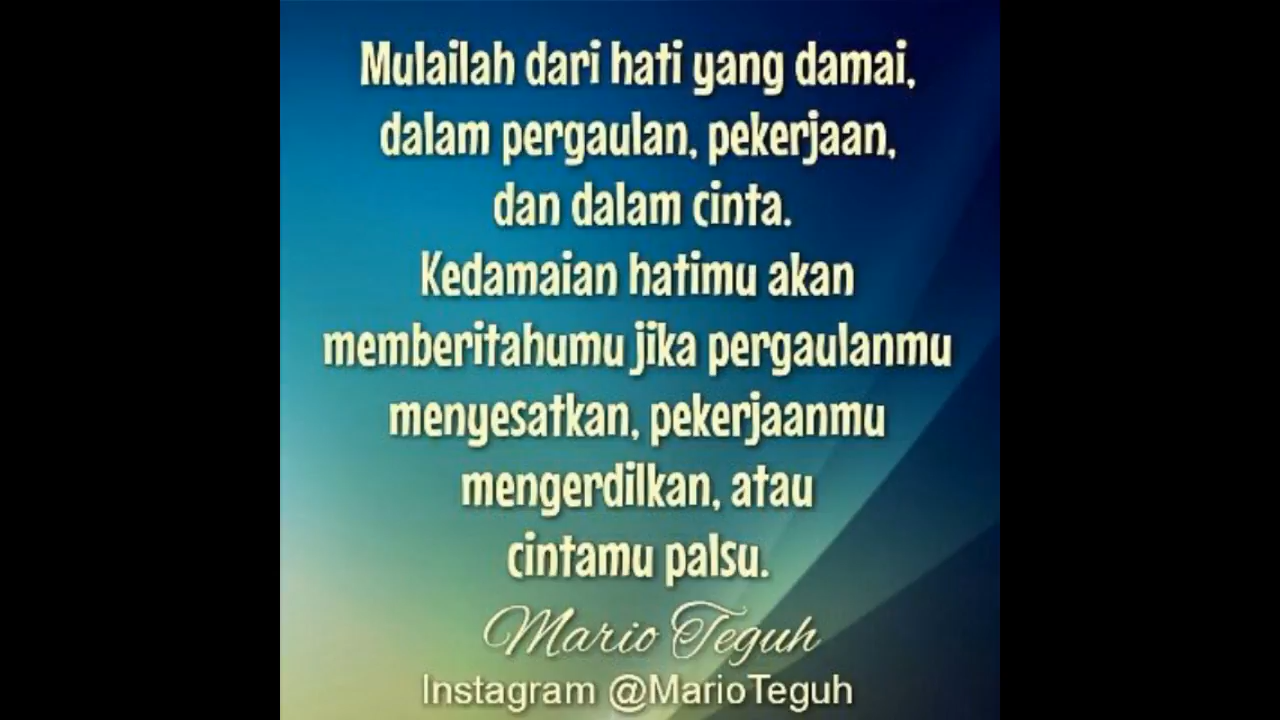 Mulailah dari hati yang damai,
dalam pergaulan, pekerjaan,
dan dalam cinta.
Kedamaian hatimu akan
memberitahumu jika pergaulanmu
menyesatkan, pekerjaanmu
mengerdilkan, atau
cintamu palsu.
Mario Teguh
Instagram @MarioTeguh